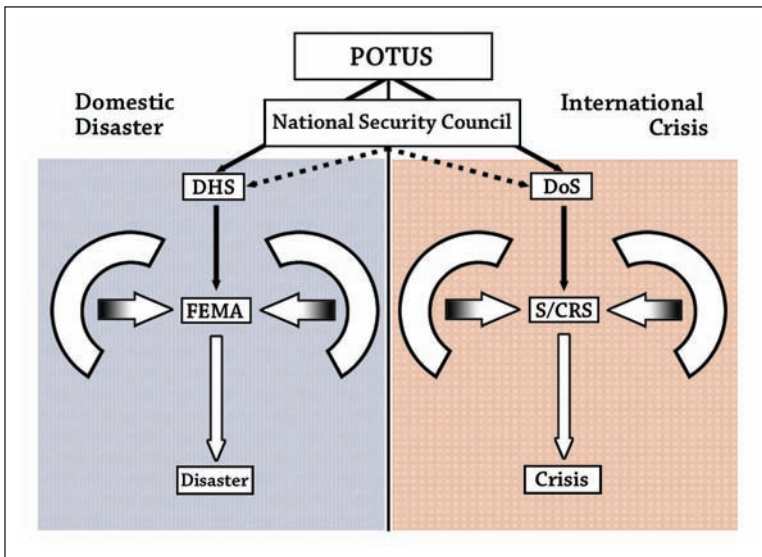 POTUS
Domestic
Disaster
National Security Council
International
Crisis
DHS
DoS
FEMA
S/CRS
Disaster
Crisis